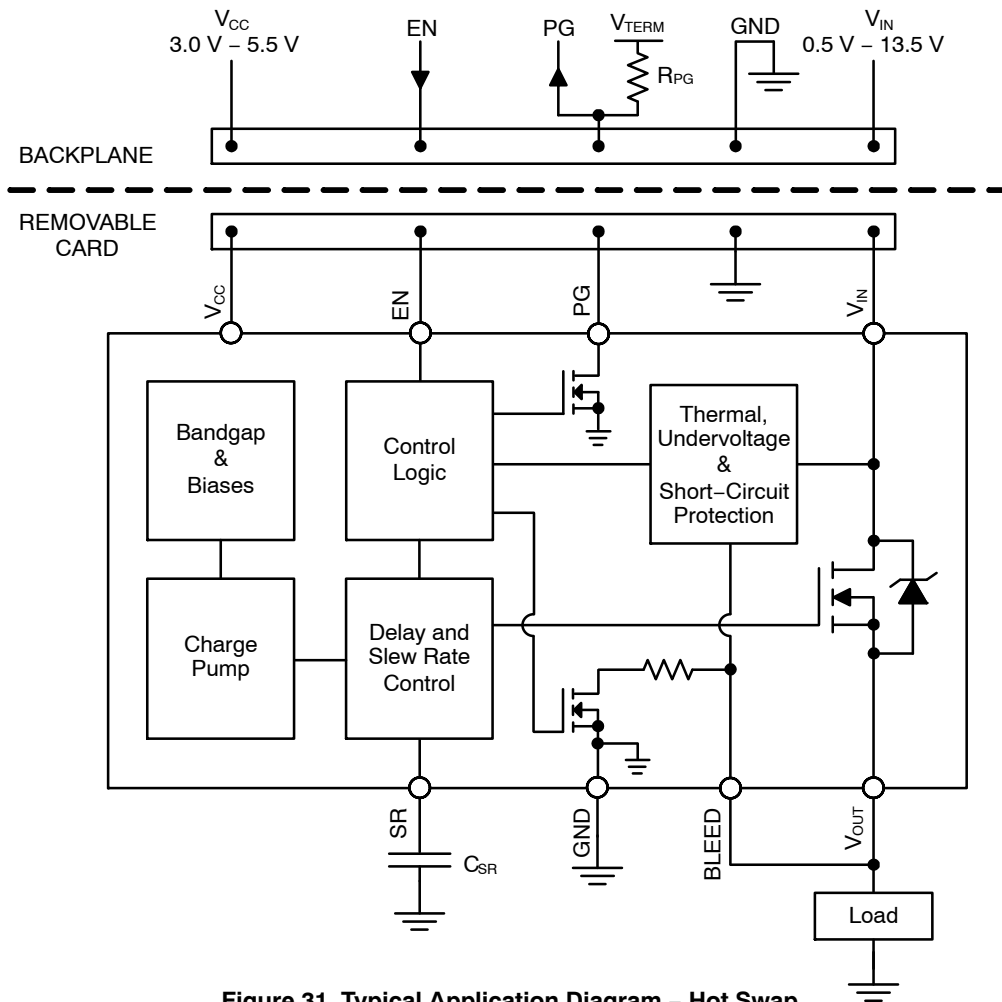 VCC
3.0 V – 5.5 V
EN
PG
VTERM
RPG
GND
VIN
0.5 V – 13.5 V
BACKPLANE
REMOVABLE
CARD
VCC
EN
PG
VIN
Bandgap
&
Biases
Control
Logic
Thermal,
Undervoltage
&
Short–Circuit
Protection
Charge
Pump
Delay and
Slew Rate
Control
SR
GND
BLEED
VOUT
CSR
Load
Figure 31. Typical Application Diagram – Hot Swap